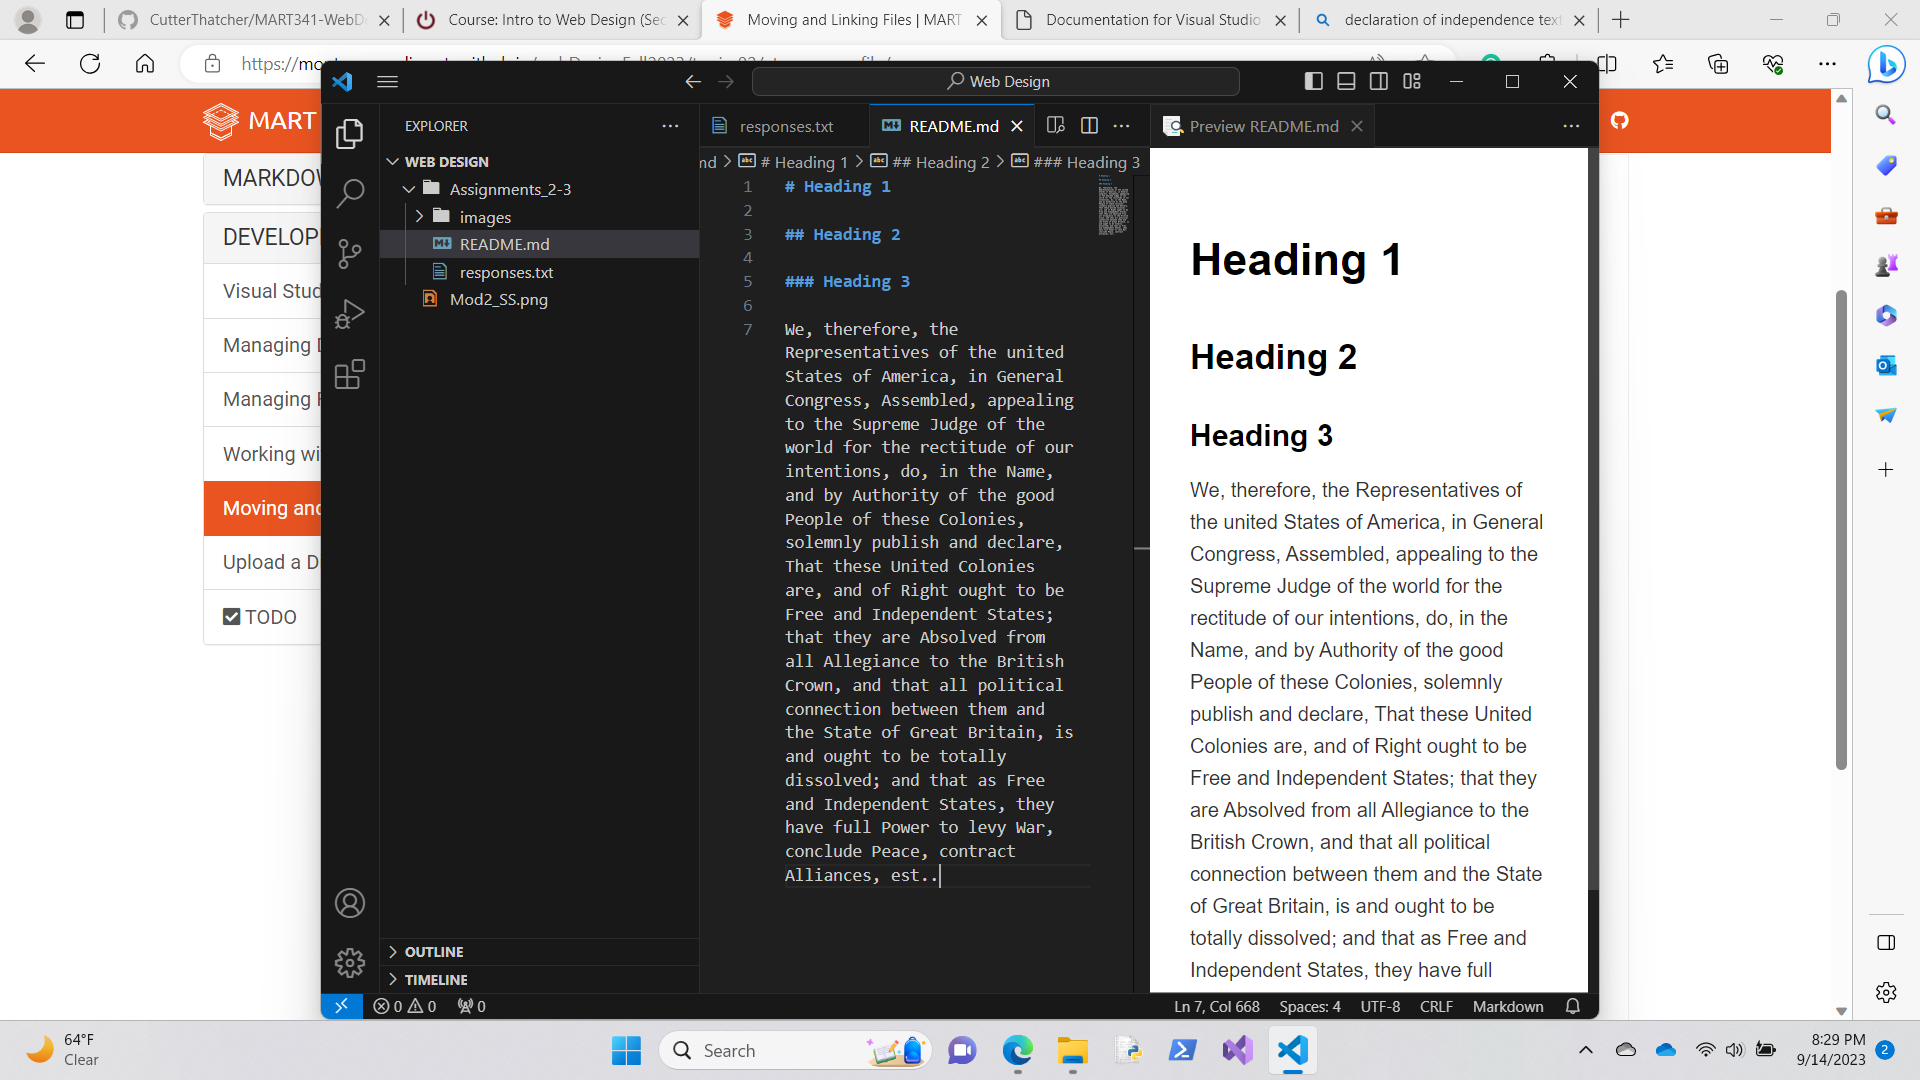 CutterThatcher/MART341-WebDe
Course: Intro to Web Design (Sec
Moving and Linking Files | MART
Documentation for Visual Studio
declaration of independence text
MART
MARKDOW
DEVELOP
Visual Stud
Managing
Managing
Working wi
Moving and
Upload a D
TODO
Web Design
EXPLORER
WEB DESIGN
Assignments_2-3
images
README.md
responses.txt
Mod2_SS.png
OUTLINE
TIMELINE
responses.txt
README.md
Preview README.md
md > # Heading 1 > ## Heading 2 > ### Heading 3
1 # Heading 1
2
3 ## Heading 2
4
5 ### Heading 3
6
7 We, therefore, the
Representatives of the united
States of America, in General
Congress, Assembled, appealing
to the Supreme Judge of the
world for the rectitude of our
intentions, do, in the Name,
and by Authority of the good
People of these Colonies,
solemnly publish and declare,
That these United Colonies
are, and of Right ought to be
Free and Independent States;
that they are Absolved from
all Allegiance to the British
Crown, and that all political
connection between them and
the State of Great Britain, is
and ought to be totally
dissolved; and that as Free
and Independent States, they
have full Power to levy War,
conclude Peace, contract
Alliances, est..
Heading 1
Heading 2
Heading 3
We, therefore, the Representatives of
the united States of America, in General
Congress, Assembled, appealing to the
Supreme Judge of the world for the
rectitude of our intentions, do, in the
Name, and by Authority of the good
People of these Colonies, solemnly
publish and declare, That these United
Colonies are, and of Right ought to be
Free and Independent States; that they
are Absolved from all Allegiance to the
British Crown, and that all political
connection between them and the State
of Great Britain, is and ought to be
totally dissolved; and that as Free and
Independent States, they have full
0 0 0
Ln 7, Col 668 Spaces: 4 UTF-8 CRLF Markdown
64°F
Clear
Search
8:29 PM
9/14/2023
2